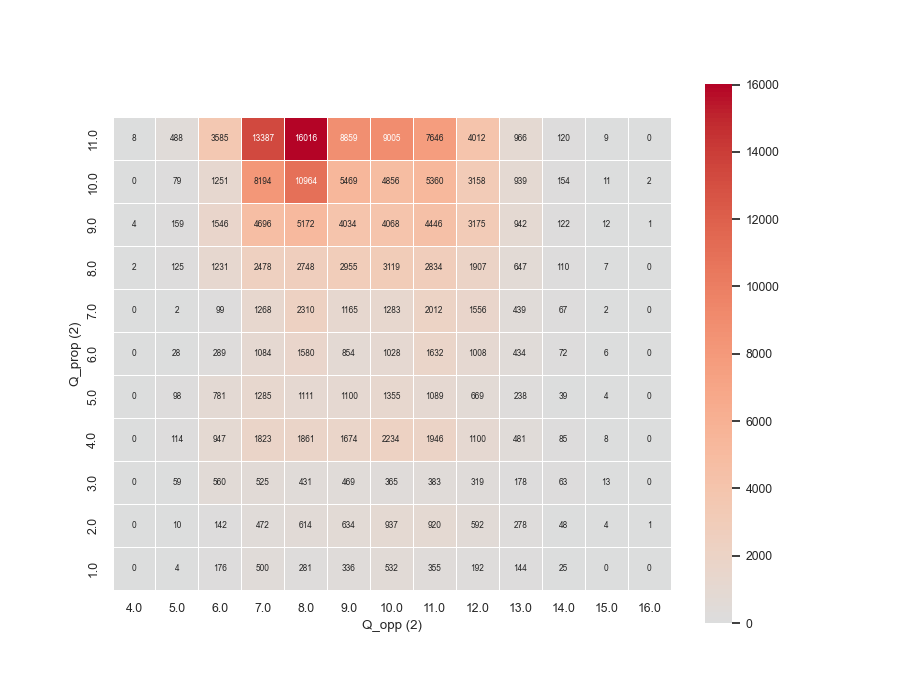 16000
11.0 8 488 3585 13387 16016 8859 9005 7646 4012 966 120 9 0
14000
10.0 0 79 1251 8194 10964 5469 4856 5360 3158 939 154 11 2
12000
9.0 4 159 1546 4696 5172 4034 4068 4446 3175 942 122 12 1
10000
8.0 2 125 1231 2478 2748 2955 3119 2834 1907 647 110 7 0
7.0 0 2 99 1268 2310 1165 1283 2012 1556 439 67 2 0
8000
Q_prop (2)
6.0 0 28 289 1084 1580 854 1028 1632 1008 434 72 6 0
6000
5.0 0 98 781 1285 1111 1100 1355 1089 669 238 39 4 0
4.0 0 114 947 1823 1861 1674 2234 1946 1100 481 85 8 0
4000
3.0 0 59 560 525 431 469 365 383 319 178 63 13 0
2.0 0 10 142 472 614 634 937 920 592 278 48 4 1
2000
1.0 0 4 176 500 281 336 532 355 192 144 25 0 0
4.0 5.0 6.0 7.0 8.0 9.0 10.0 11.0 12.0 13.0 14.0 15.0 16.0
0
Q_opp (2)